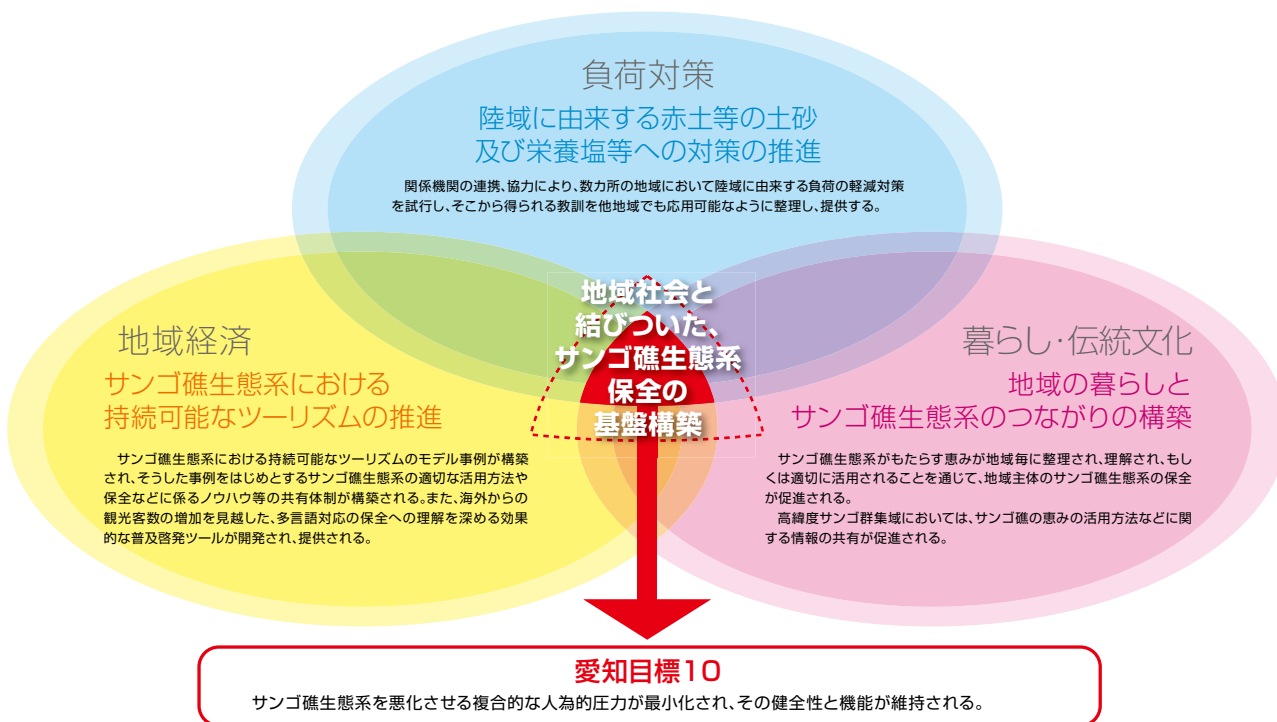 負荷対策
陸域に由来する赤土等の土砂
及び栄養塩等への対策の推進
関係機関の連携、協力により、数カ所の地域において陸域に由来する負荷の軽減対策
を試行し、そこから得られる教訓を他地域でも応用可能なように整理し、提供する。
地域社会と
結びついた、
サンゴ礁生態系
保全の
基盤構築
地域経済
サンゴ礁生態系における
持続可能なツーリズムの推進
サンゴ礁生態系における持続可能なツーリズムのモデル事例が構築
され、そうした事例をはじめとするサンゴ礁生態系の適切な活用方法や
保全などに係るノウハウ等の共有体制が構築される。また、海外からの
観光客数の増加を見越した、多言語対応の保全への理解を深める効果
的な普及啓発ツールが開発され、提供される。
暮らし・伝統文化
地域の暮らしと
サンゴ礁生態系のつながりの構築
サンゴ礁生態系がもたらす恵みが地域毎に整理され、理解され、もし
くは適切に活用されることを通じて、地域主体のサンゴ礁生態系の保全
が促進される。
高緯度サンゴ群集域においては、サンゴ礁の恵みの活用方法などに関
する情報の共有が促進される。
愛知目標10
サンゴ礁生態系を悪化させる複合的な人為的圧力が最小化され、その健全性と機能が維持される。